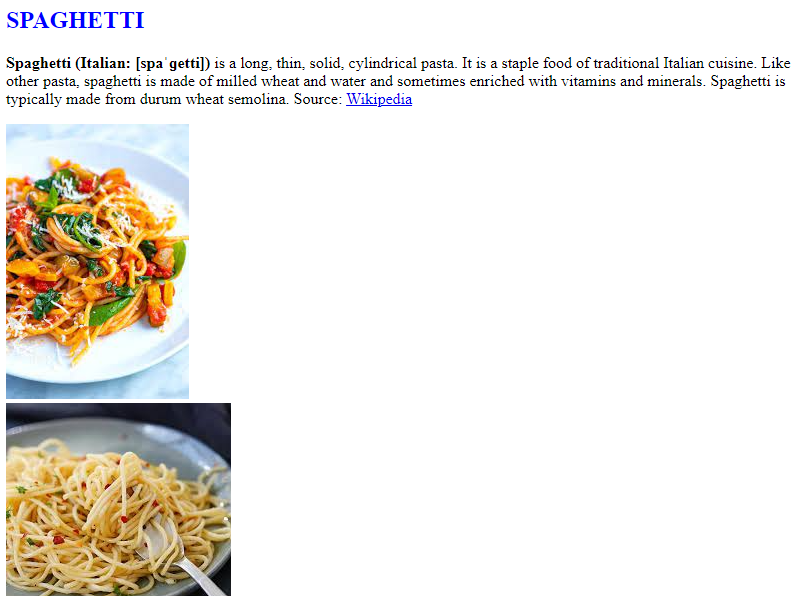 SPAGHETTI
Spaghetti (Italian: [spaˈɡetti]) is a long, thin, solid, cylindrical pasta. It is a staple food of traditional Italian cuisine. Like
other pasta, spaghetti is made of milled wheat and water and sometimes enriched with vitamins and minerals. Spaghetti is
typically made from durum wheat semolina. Source: Wikipedia